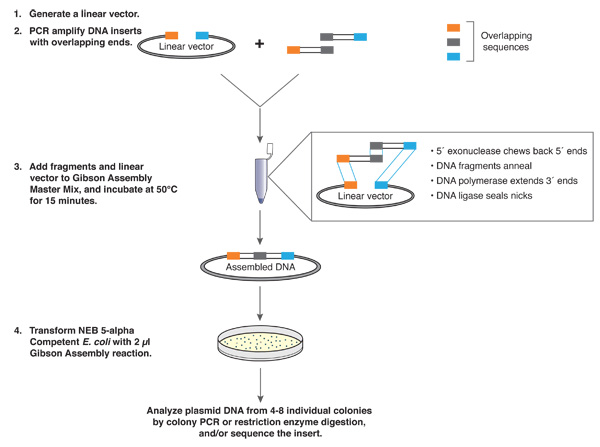 1. Generate a linear vector.
2. PCR amplify DNA inserts
with overlapping ends.
Linear vector
+
Overlapping
sequences
3. Add fragments and linear
vector to Gibson Assembly
Master Mix, and incubate at 50°C
for 15 minutes.
Linear vector
• 5´ exonuclease chews back 5´ ends
• DNA fragments anneal
• DNA polymerase extends 3´ ends
• DNA ligase seals nicks
Assembled DNA
4. Transform NEB 5-alpha
Competent E. coli with 2 µl
Gibson Assembly reaction.
Analyze plasmid DNA from 4-8 individual colonies
by colony PCR or restriction enzyme digestion,
and/or sequence the insert.